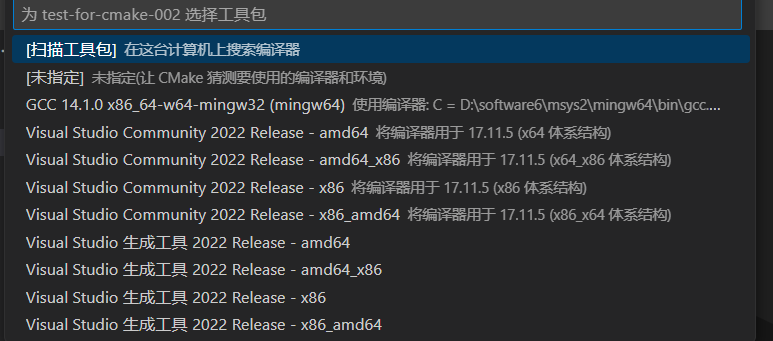 为 test-for-cmake-002 选择工具包
[扫描工具包] 在这台计算机上搜索编译器
[未指定] 未指定(让 CMake 猜测要使用的编译器和环境)
GCC 14.1.0 x86_64-w64-mingw32 (mingw64) 使用编译器: C = D:\software6\msys2\mingw64\bin\gcc....
Visual Studio Community 2022 Release - amd64 将编译器用于 17.11.5 (x64 体系结构)
Visual Studio Community 2022 Release - amd64_x86 将编译器用于 17.11.5 (x64_x86 体系结构)
Visual Studio Community 2022 Release - x86 将编译器用于 17.11.5 (x86 体系结构)
Visual Studio Community 2022 Release - x86_amd64 将编译器用于 17.11.5 (x86_x64 体系结构)
Visual Studio 生成工具 2022 Release - amd64
Visual Studio 生成工具 2022 Release - amd64_x86
Visual Studio 生成工具 2022 Release - x86
Visual Studio 生成工具 2022 Release - x86_amd64